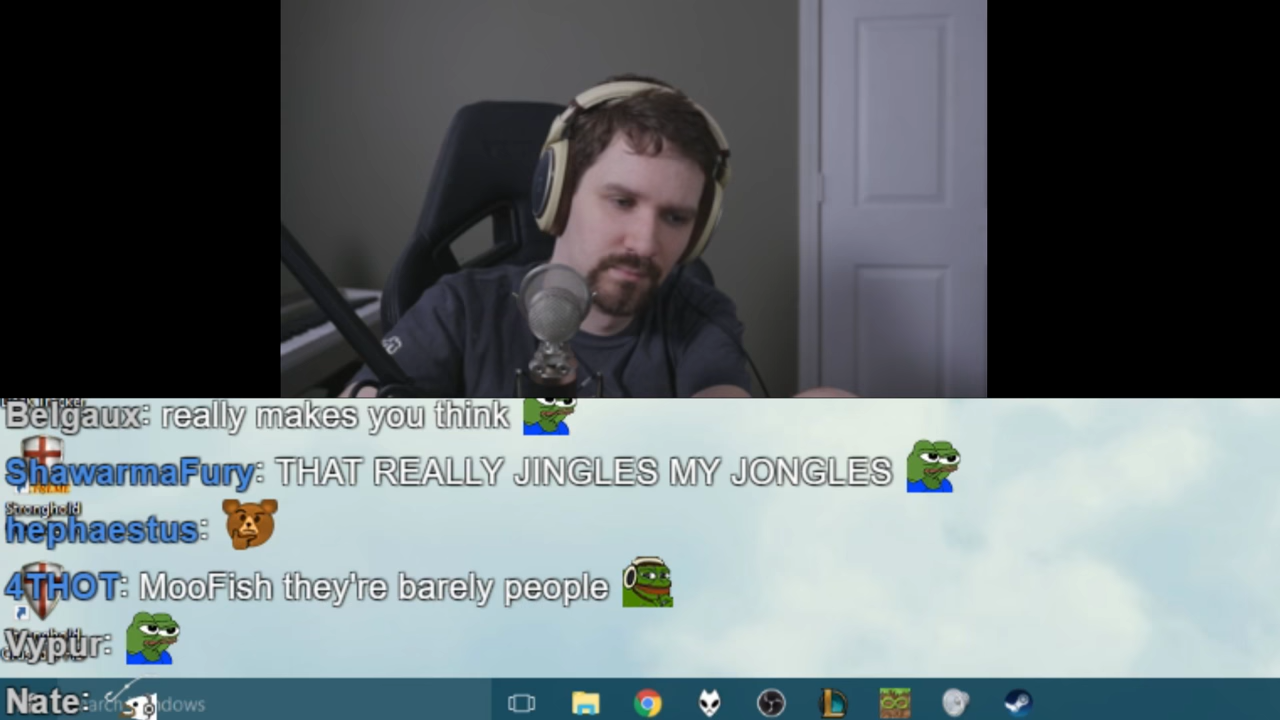 Belgaux: really makes you think
ShawarmaFury: THAT REALLY JINGLES MY JONGLES
Stronghold
hephaestus:
4THOT: MooFish they're barely people
Vypur:
Nate: